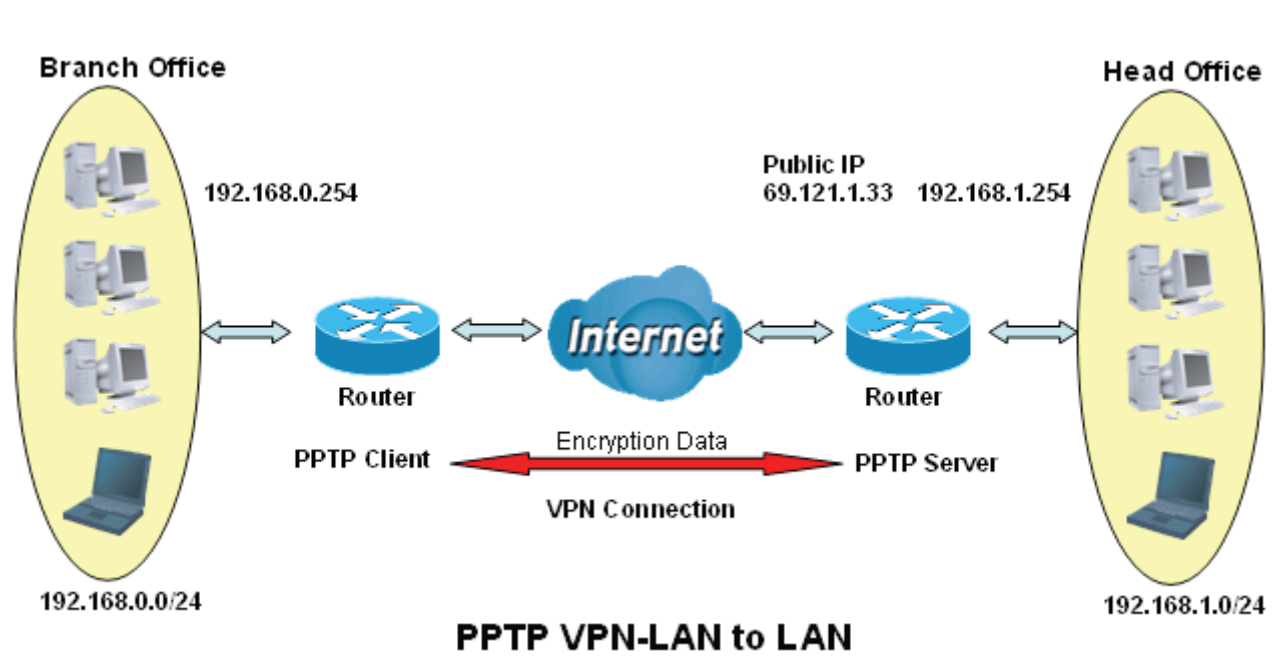 Branch Office
Head Office
Public IP
192.168.0.254
69.121.1.33
192.168.1.254
Internet
Router
Router
Encryption Data
PPTP Client
PPTP Server
VPN Connection
192.168.0.0/24
192.168.1.0/24
PPTP VPN-LAN to LAN